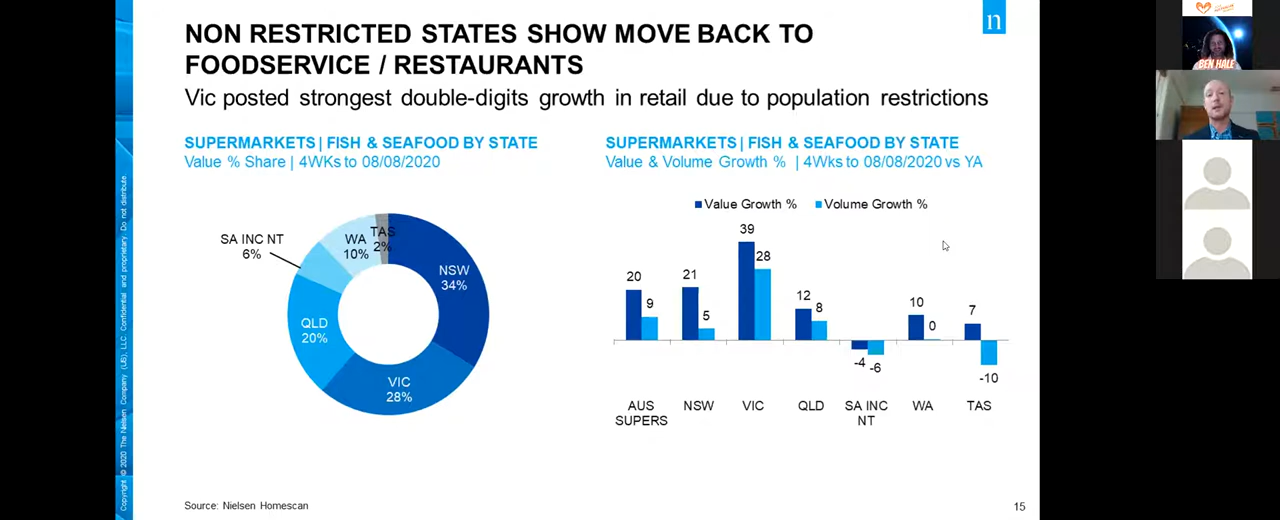 NON RESTRICTED STATES SHOW MOVE BACK TO
FOODSERVICE / RESTAURANTS
n
Vic posted strongest double-digits growth in retail due to population restrictions
SUPERMARKETS | FISH & SEAFOOD BY STATE
Value % Share | 4WKs to 08/08/2020
TAS
2%
WA
10%
SA INC NT
6%
NSW
34%
QLD
20%
VIC
28%
SUPERMARKETS | FISH & SEAFOOD BY STATE
Value & Volume Growth % | 4Wks to 08/08/2020 vs YA
Value Growth % Volume Growth %
20 9 21 5 39 28 12 8 -4 -6 10 0 7 -10
AUS SUPERS NSW VIC QLD SA INC NT WA TAS
Source: Nielsen Homescan
15
Copyright © 2020 The Nielsen Company (US), LLC. Confidential and proprietary. Do not distribute
BEN HALE